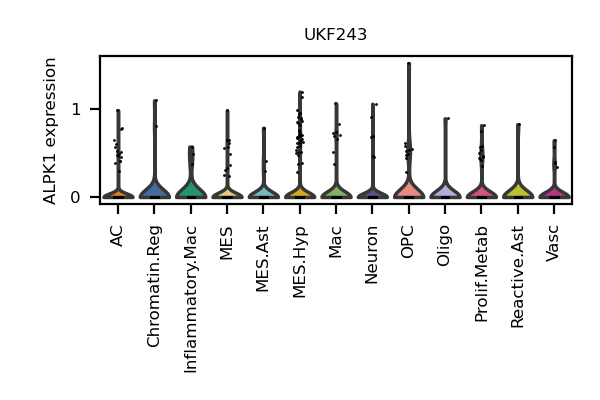 UKF243
ALPK1 expression
1
0
AC
Chromatin.Reg
Inflammatory.Mac
MES
MES.Ast
MES.Hyp
Mac
Neuron
OPC
Oligo
Prolif.Metab
Reactive.Ast
Vasc